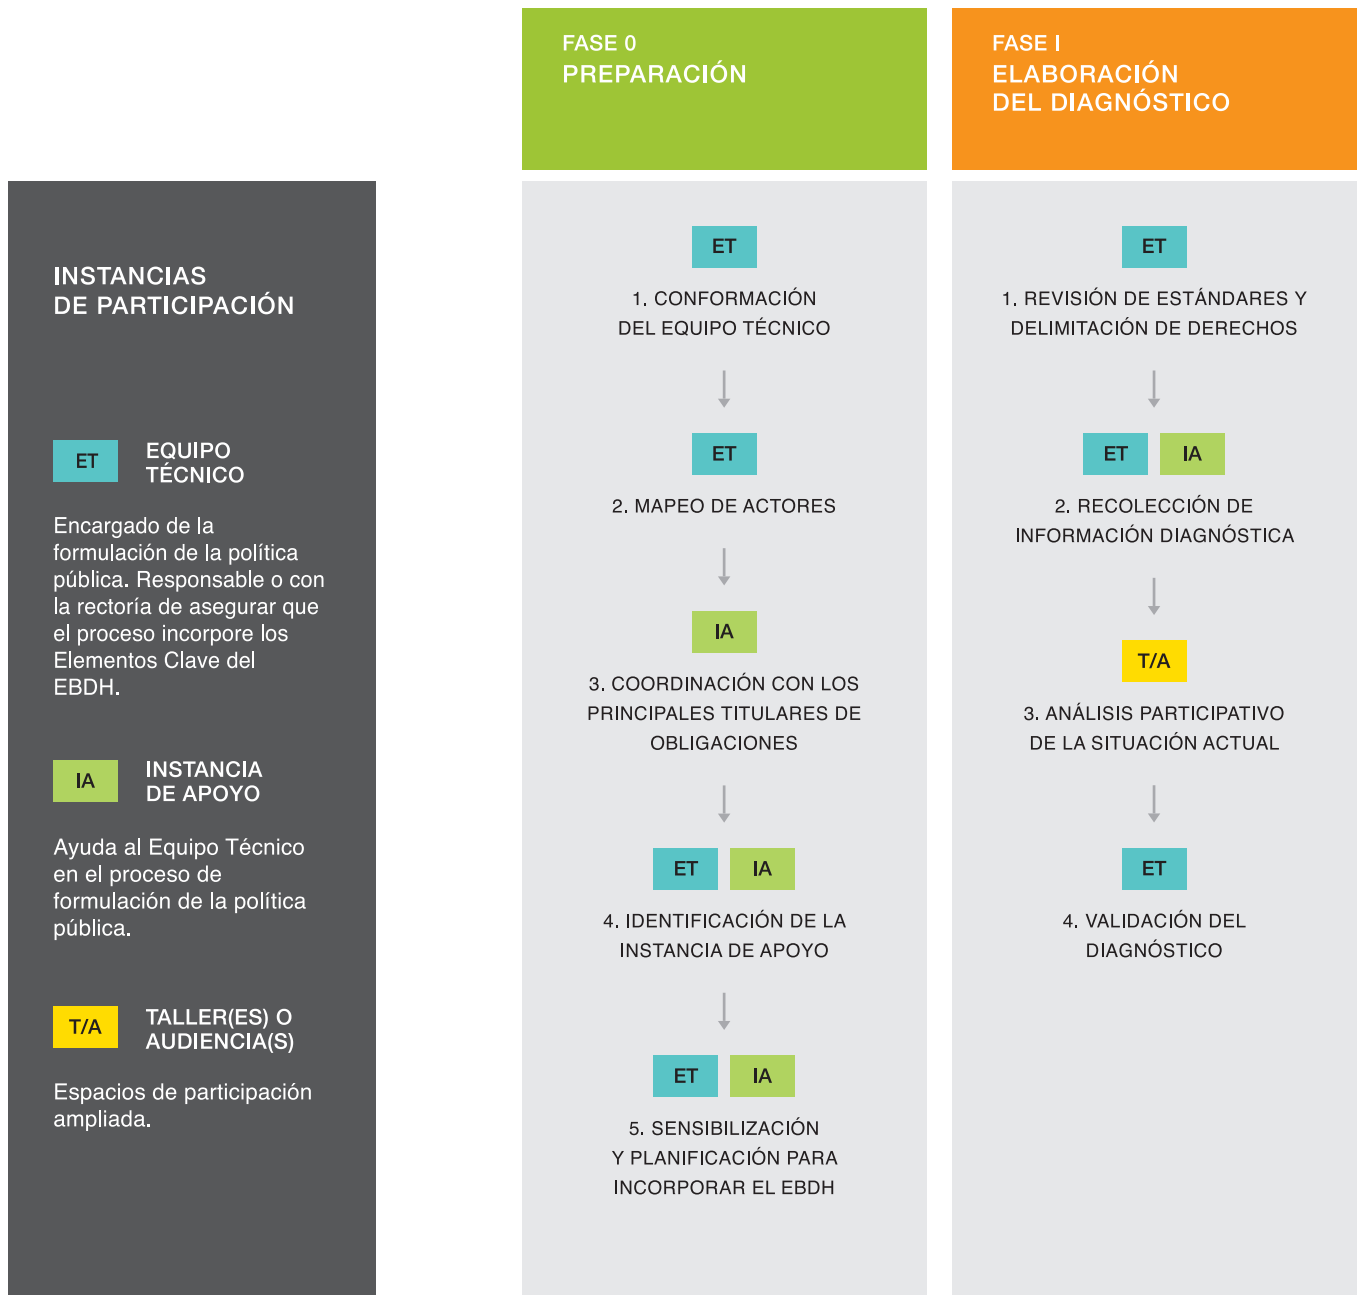 INSTANCIAS
DE PARTICIPACIÓN
ET
EQUIPO
TÉCNICO
Encargado de la
formulación de la política
pública. Responsable o con
la rectoría de asegurar que
el proceso incorpore los
Elementos Clave del
EBDH.
IA
INSTANCIA
DE APOYO
Ayuda al Equipo Técnico
en el proceso de
formulación de la política
pública.
T/A
TALLER(ES) O
AUDIENCIA(S)
Espacios de participación
ampliada.
FASE 0
PREPARACIÓN
ET
1. CONFORMACIÓN
DEL EQUIPO TÉCNICO
ET
2. MAPEO DE ACTORES
IA
3. COORDINACIÓN CON LOS
PRINCIPALES TITULARES DE
OBLIGACIONES
ET IA
4. IDENTIFICACIÓN DE LA
INSTANCIA DE APOYO
ET IA
5. SENSIBILIZACIÓN
Y PLANIFICACIÓN PARA
INCORPORAR EL EBDH
FASE I
ELABORACIÓN
DEL DIAGNÓSTICO
ET
1. REVISIÓN DE ESTÁNDARES Y
DELIMITACIÓN DE DERECHOS
ET IA
2. RECOLECCIÓN DE
INFORMACIÓN DIAGNÓSTICA
T/A
3. ANÁLISIS PARTICIPATIVO
DE LA SITUACIÓN ACTUAL
ET
4. VALIDACIÓN DEL
DIAGNÓSTICO